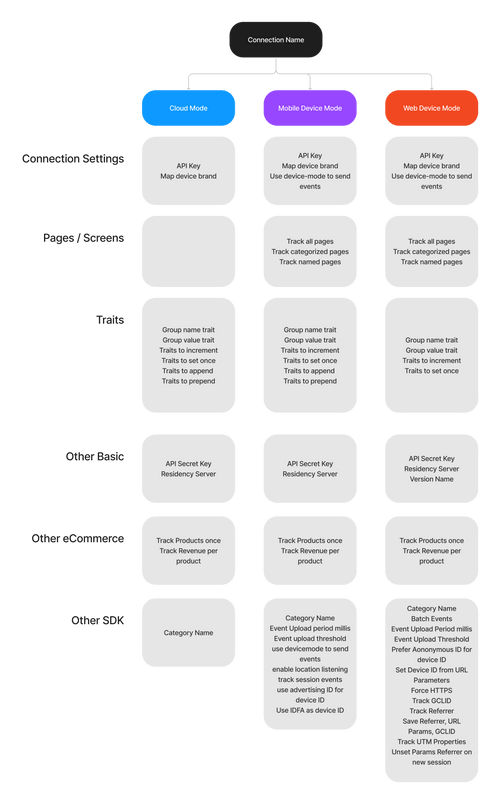 Connection Name
Cloud Mode
Mobile Device Mode
Web Device Mode
Connection Settings
API Key
Map device brand
API Key
Map device brand
Use device-mode to send
events
API Key
Map device brand
Use device-mode to send
events
Pages / Screens
Track all pages
Track categorized pages
Track named pages
Track all pages
Track categorized pages
Track named pages
Traits
Group name trait
Group value trait
Traits to increment
Traits to set once
Traits to append
Traits to prepend
Group name trait
Group value trait
Traits to increment
Traits to set once
Traits to append
Traits to prepend
Group name trait
Group value trait
Traits to increment
Traits to set once
Other Basic
API Secret Key
Residency Server
API Secret Key
Residency Server
API Secret Key
Residency Server
Version Name
Other eCommerce
Track Products once
Track Revenue per
product
Track Products once
Track Revenue per
product
Track Products once
Track Revenue per
product
Other SDK
Category Name
Category Name
Event Upload period millis
Event upload threshold
use devicemode to send
events
enable location listening
track session events
use advertising ID for
device ID
Use IDFA as device ID
Category Name
Batch Events
Event Upload Period millis
Event Upload Threshold
Prefer Aononymous ID for
device ID
Set Device ID from URL
Parameters
Force HTTPS
Track GCLID
Track Referrer
Save Referrer, URL
Params, GCLID
Track UTM Properties
Unset Params Referrer on
new session